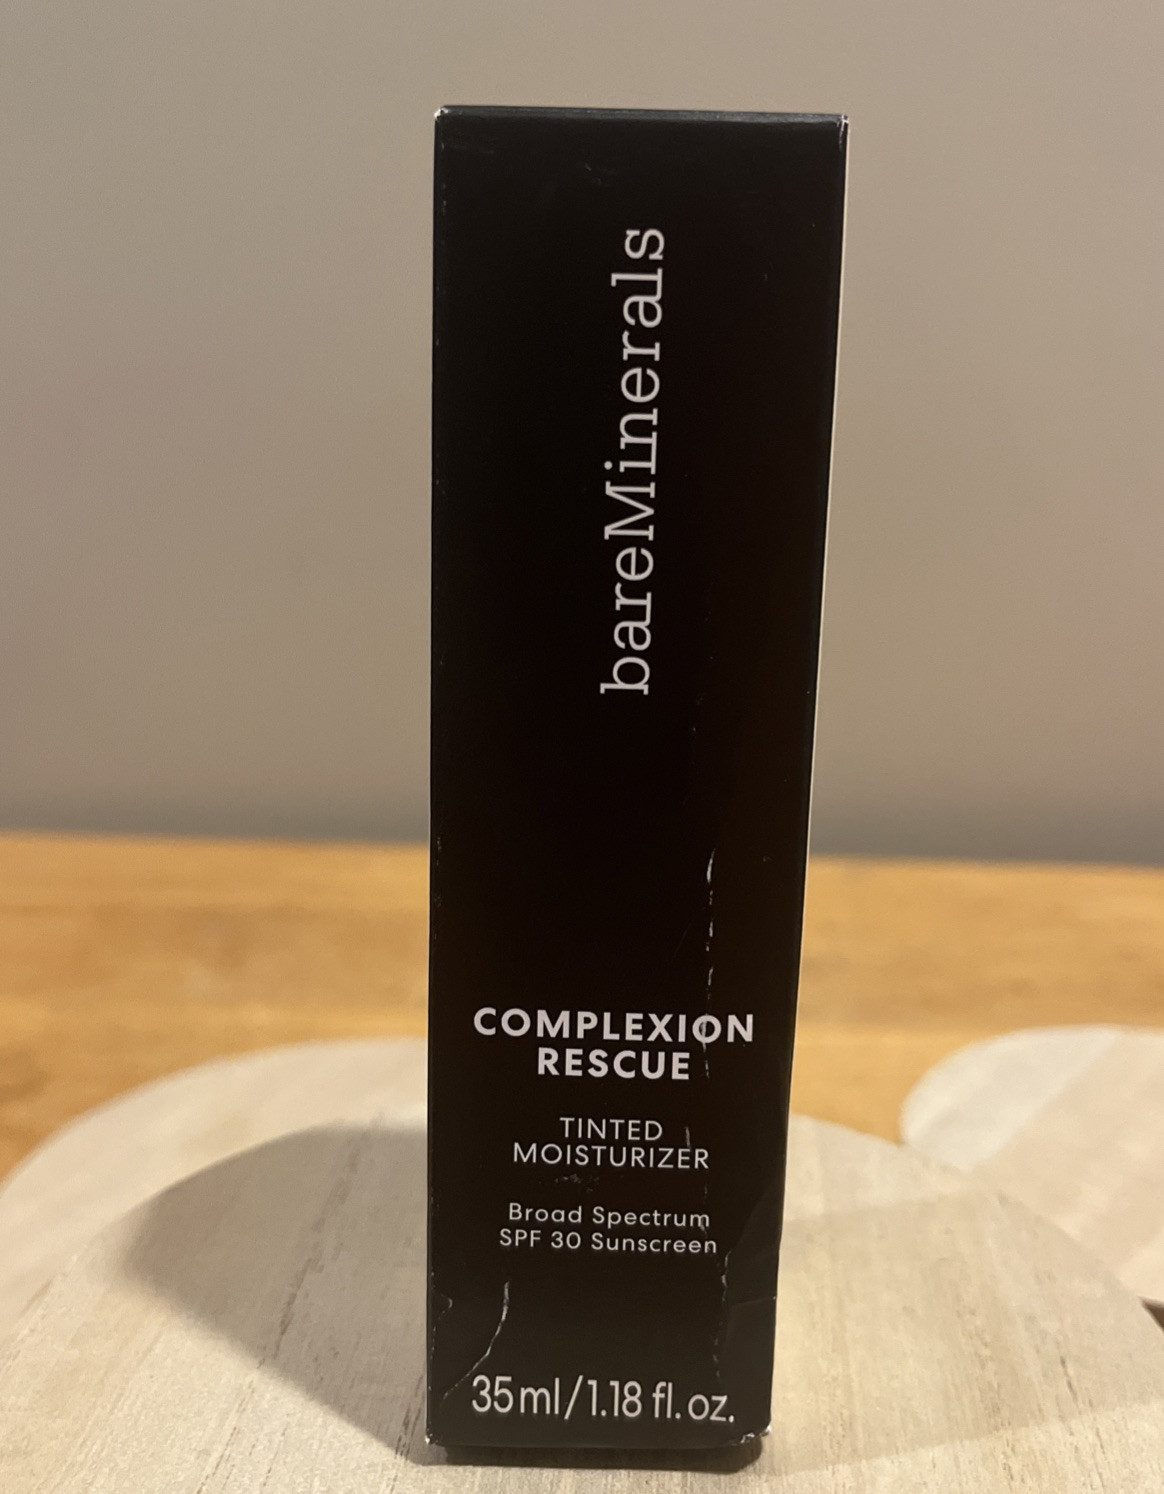 bareMinerals
COMPLEXION
RESCUE
TINTED
MOISTURIZER
Broad Spectrum
SPF 30 Sunscreen
35ml/1.18 fl.oz.